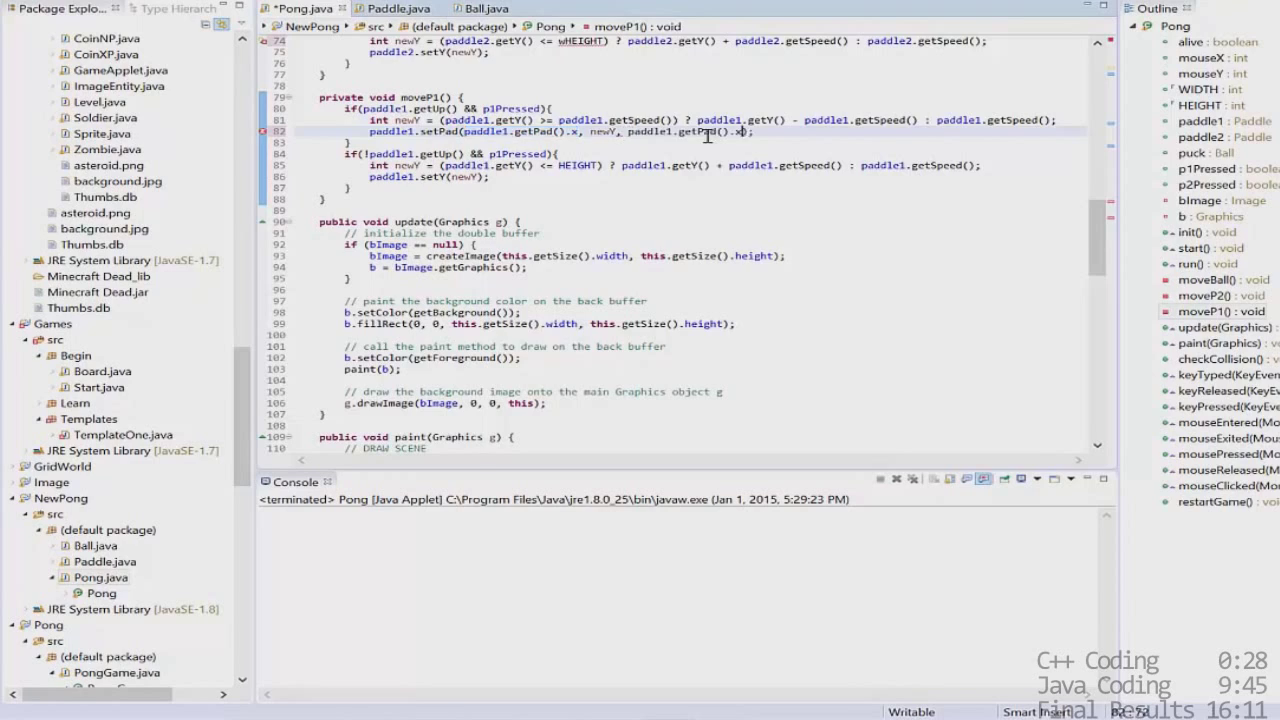 Package Explo...
Type Hierarch
CoinNP.java
CoinXP.java
GameApplet.java
ImageEntity.java
Level.java
Soldier.java
Sprite.java
Zombie.java
asteroid.png
background.jpg
Thumbs.db
asteroid.png
background.jpg
Thumbs.db
JRE System Library [JavaSE-1.7]
Minecraft Dead_lib
Minecraft Dead.jar
Thumbs.db
Games
src
Begin
Board.java
Start.java
Learn
Templates
TemplateOne.java
JRE System Library [JavaSE-1.7]
GridWorld
Image
NewPong
src
(default package)
Ball.java
Paddle.java
Pong.java
Pong
JRE System Library [JavaSE-1.8]
Pong
src
(default package)
PongGame.java
*Pong.java
Paddle.java
Ball.java
NewPong
src
(default package)
Pong
moveP1() : void
74 int newY = (paddle2.getY() <= wHEIGHT) ? paddle2.getY() + paddle2.getSpeed() : paddle2.getSpeed();
75 paddle2.setY(newY);
76 }
77 }
78
79 private void moveP1() {
80 if(paddle1.getUp() && p1Pressed){
81 int newY = (paddle1.getY() >= paddle1.getSpeed()) ? paddle1.getY() - paddle1.getSpeed() : paddle1.getSpeed();
82 paddle1.setPad(paddle1.getPad().x, newY, paddle1.getPad().x);
83 }
84 if(!paddle1.getUp() && p1Pressed){
85 int newY = (paddle1.getY() <= HEIGHT) ? paddle1.getY() + paddle1.getSpeed() : paddle1.getSpeed();
86 paddle1.setY(newY);
87 }
88 }
89
90 public void update(Graphics g) {
91 // initialize the double buffer
92 if (bImage == null) {
93 bImage = createImage(this.getSize().width, this.getSize().height);
94 b = bImage.getGraphics();
95 }
96
97 // paint the background color on the back buffer
98 b.setColor(getBackground());
99 b.fillRect(0, 0, this.getSize().width, this.getSize().height);
100
101 // call the paint method to draw on the back buffer
102 b.setColor(getForeground());
103 paint(b);
104
105 // draw the background image onto the main Graphics object g
106 g.drawImage(bImage, 0, 0, this);
107 }
108
109 public void paint(Graphics g) {
110 // DRAW SCENE
Console
<terminated> Pong [Java Applet] C:\Program Files\Java\jre1.8.0_25\bin\javaw.exe (Jan 1, 2015, 5:29:23 PM)
Outline
Pong
alive : boolean
mouseX : int
mouseY : int
WIDTH : int
HEIGHT : int
paddle1 : Paddle
paddle2 : Paddle
puck : Ball
p1Pressed : boolean
p2Pressed : boolean
bImage : Image
b : Graphics
init() : void
start() : void
run() : void
moveBall() : void
moveP2() : void
moveP1() : void
update(Graphics) :
paint(Graphics) : v
checkCollision() :
keyTyped(KeyEven
keyReleased(KeyE
keyPressed(KeyEve
mouseEntered(Mo
mouseExited(Mou
mousePressed(Mo
mouseReleased(M
mouseClicked(Mo
restartGame() : vo
C++ Coding 0:28
Java Coding 9:45
Final Results 16:11
Writable
Smart Insert